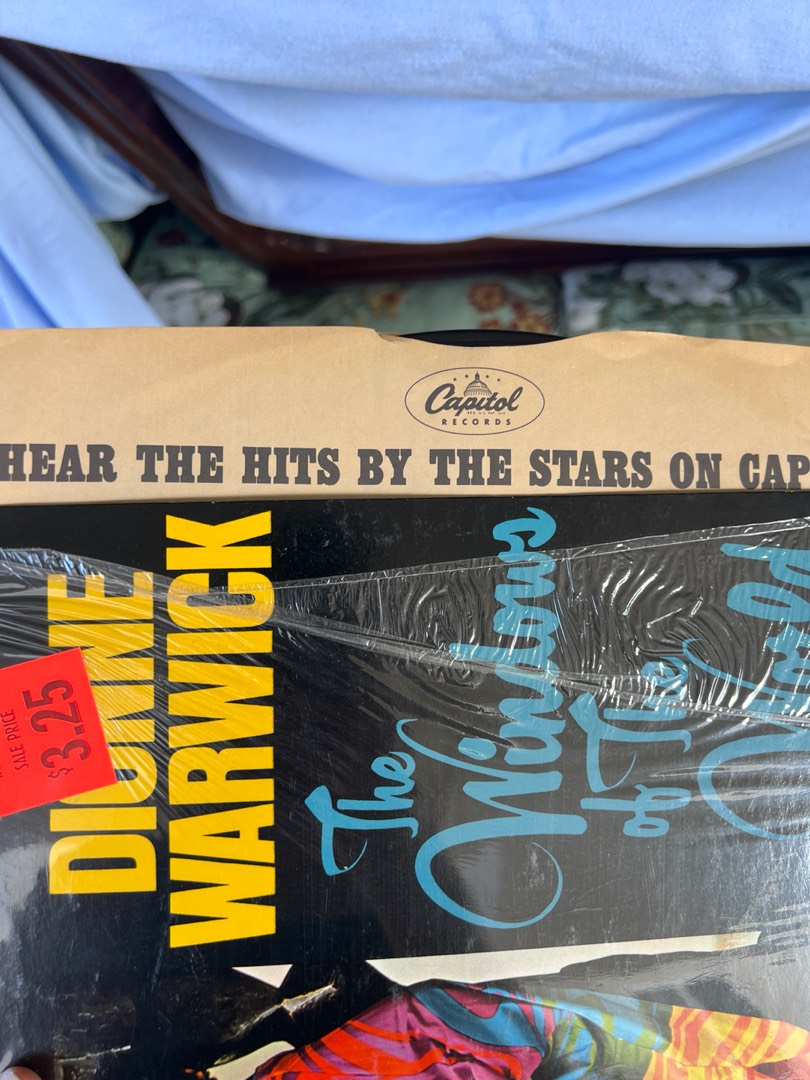 Capitol
RECORDS
HEAR THE HITS BY THE STARS ON CAP
DIONNE
WARWICK
The
Windows
of The
World
SALE PRICE
$3.25